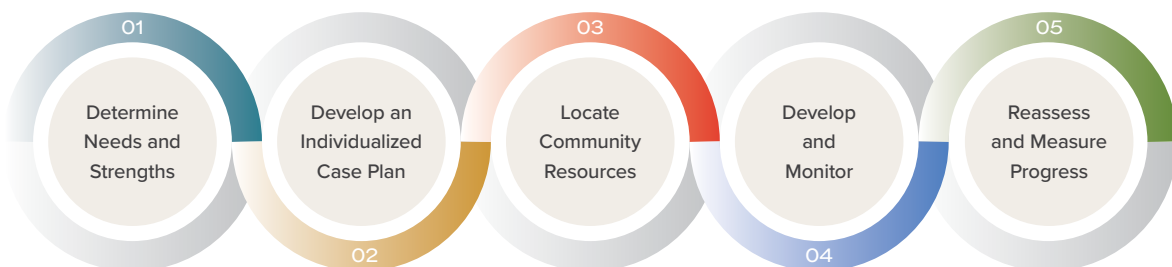 01
Determine
Needs and
Strengths
02
Develop an
Individualized
Case Plan
03
Locate
Community
Resources
04
Develop
and
Monitor
05
Reassess
and Measure
Progress